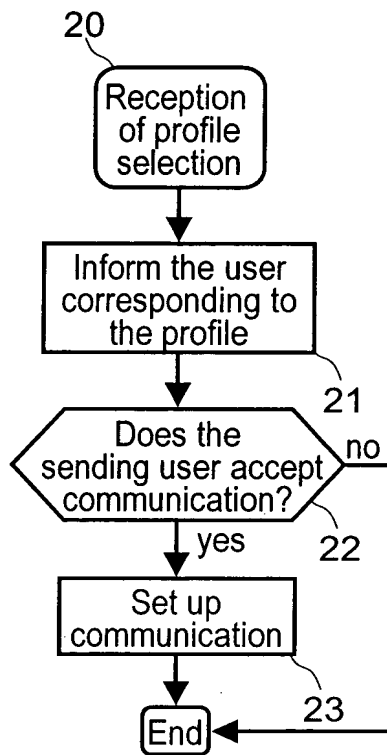 20
Reception
of profile
selection
Inform the user
corresponding to
the profile
21
Does the
sending user accept
communication?
no
22
yes
Set up
communication
23
End